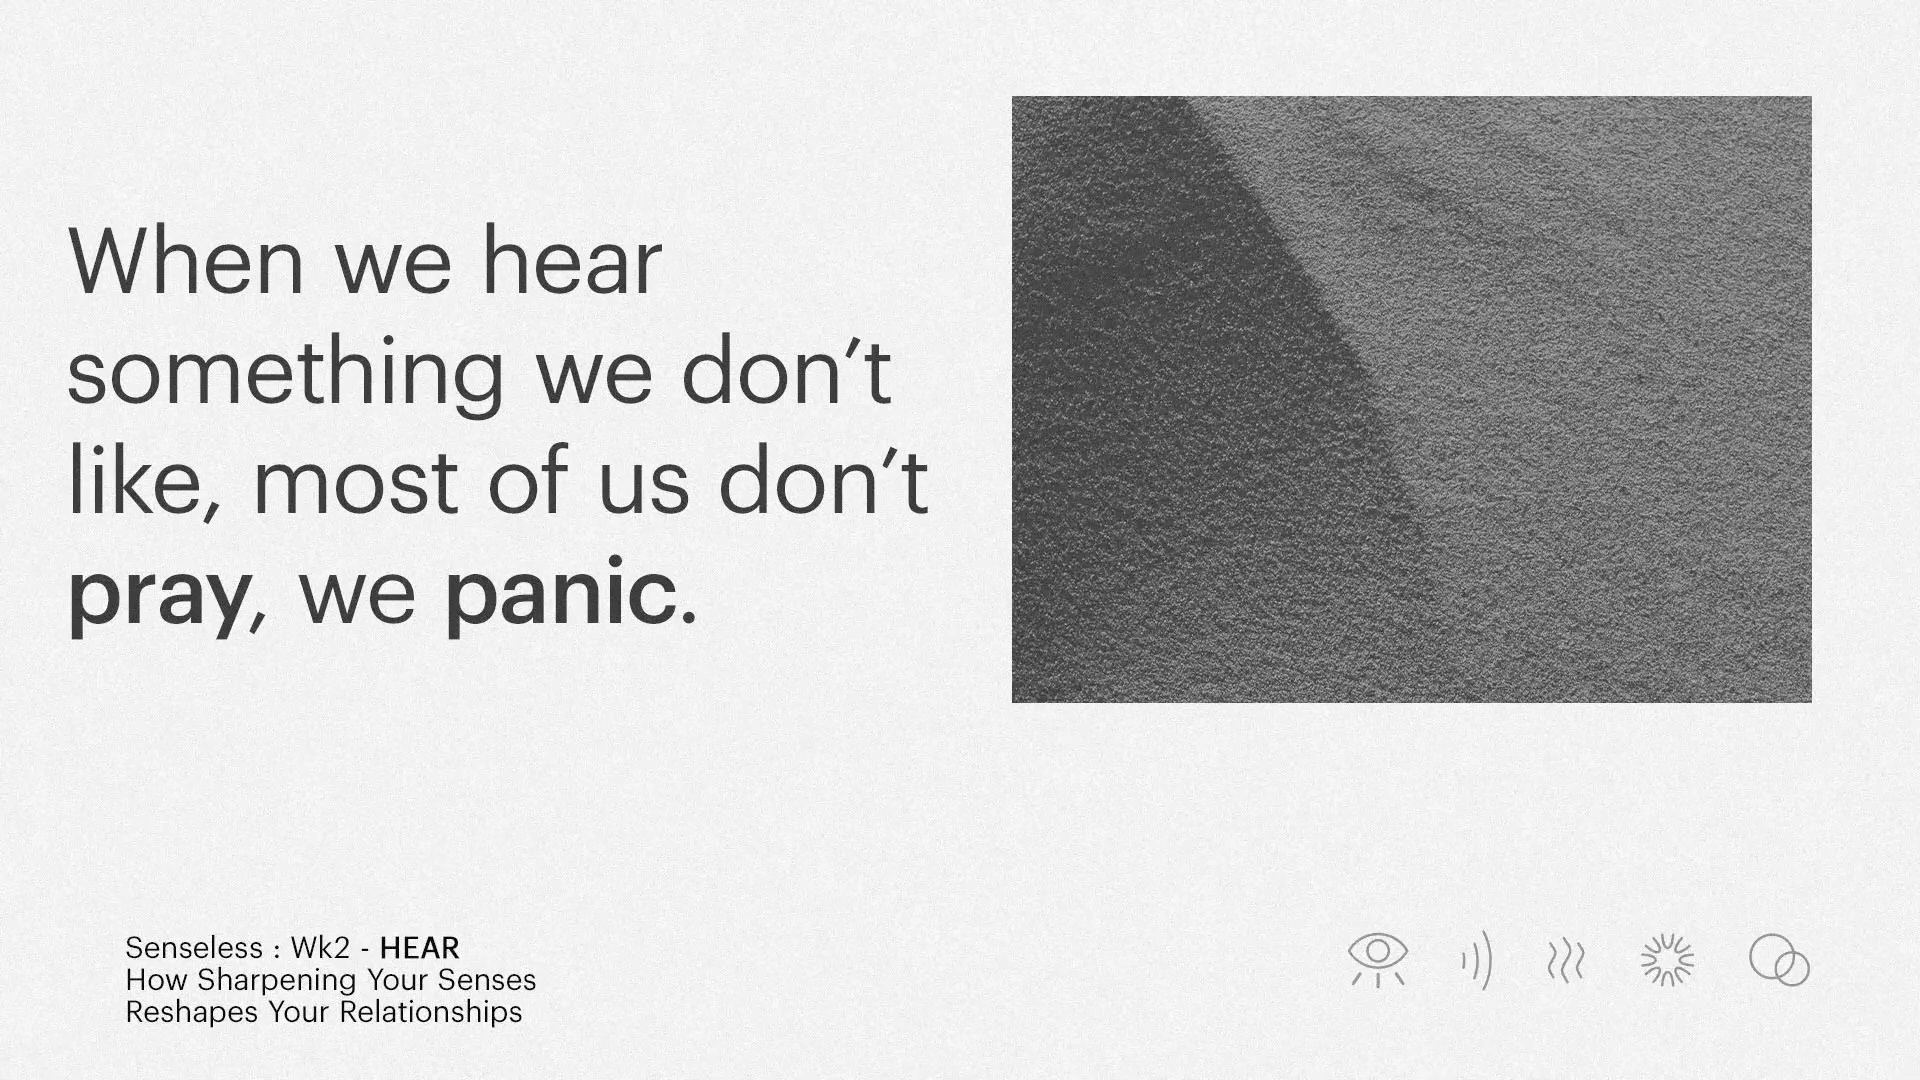 When we hear
something we don’t
like, most of us don’t
pray, we panic.
Senseless : Wk2 - HEAR
How Sharpening Your Senses
Reshapes Your Relationships